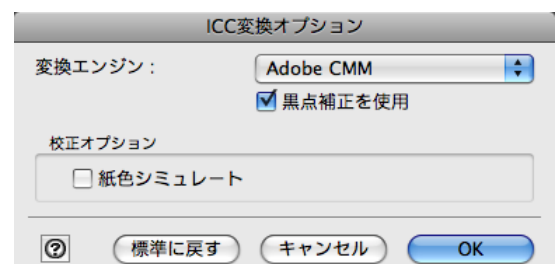 ICC変換オプション
変換エンジン： Adobe CMM
黒点補正を使用
校正オプション
紙色シミュレート
? 標準に戻す キャンセル OK